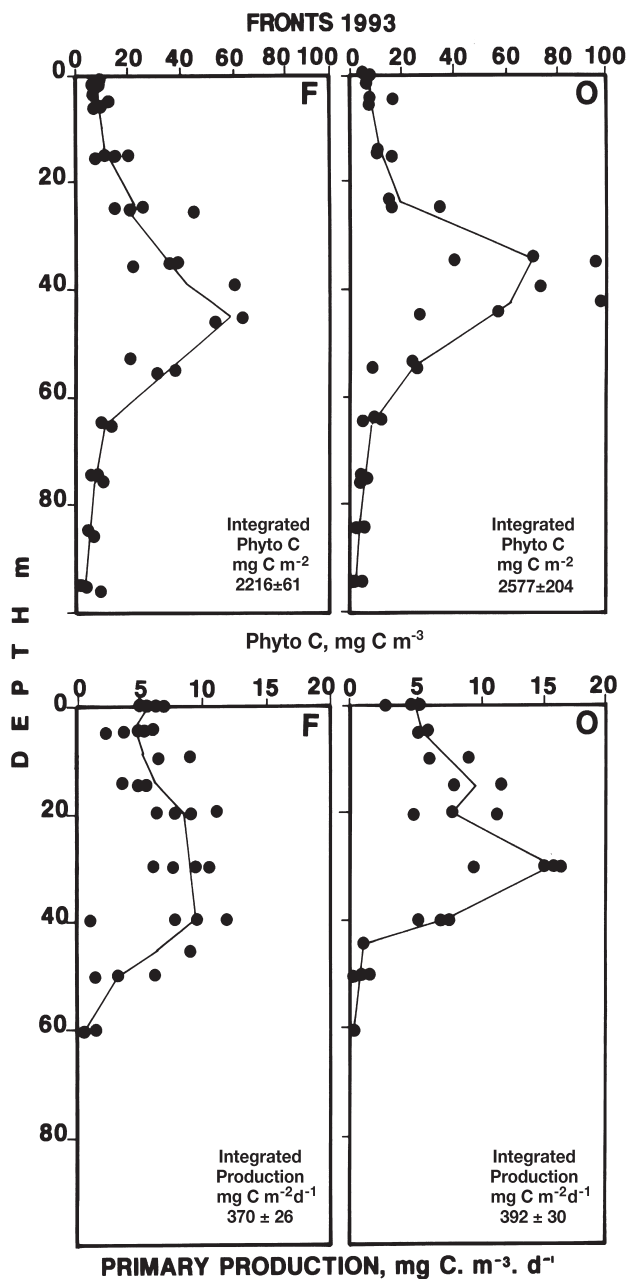 FRONTS 1993
0 20 40 60 80 100
0 20 40 60 80 100
F
O
0
20
40
60
80
Integrated
Phyto C
mg C m-2
2216±61
Integrated
Phyto C
mg C m-2
2577±204
Phyto C, mg C m-3
DEPTH m
0 5 10 15 20
0 5 10 15 20
F
O
0
20
40
60
80
Integrated
Production
mg C m-2d-1
370 ± 26
Integrated
Production
mg C m-2d-1
392 ± 30
PRIMARY PRODUCTION, mg C. m-3. d-1